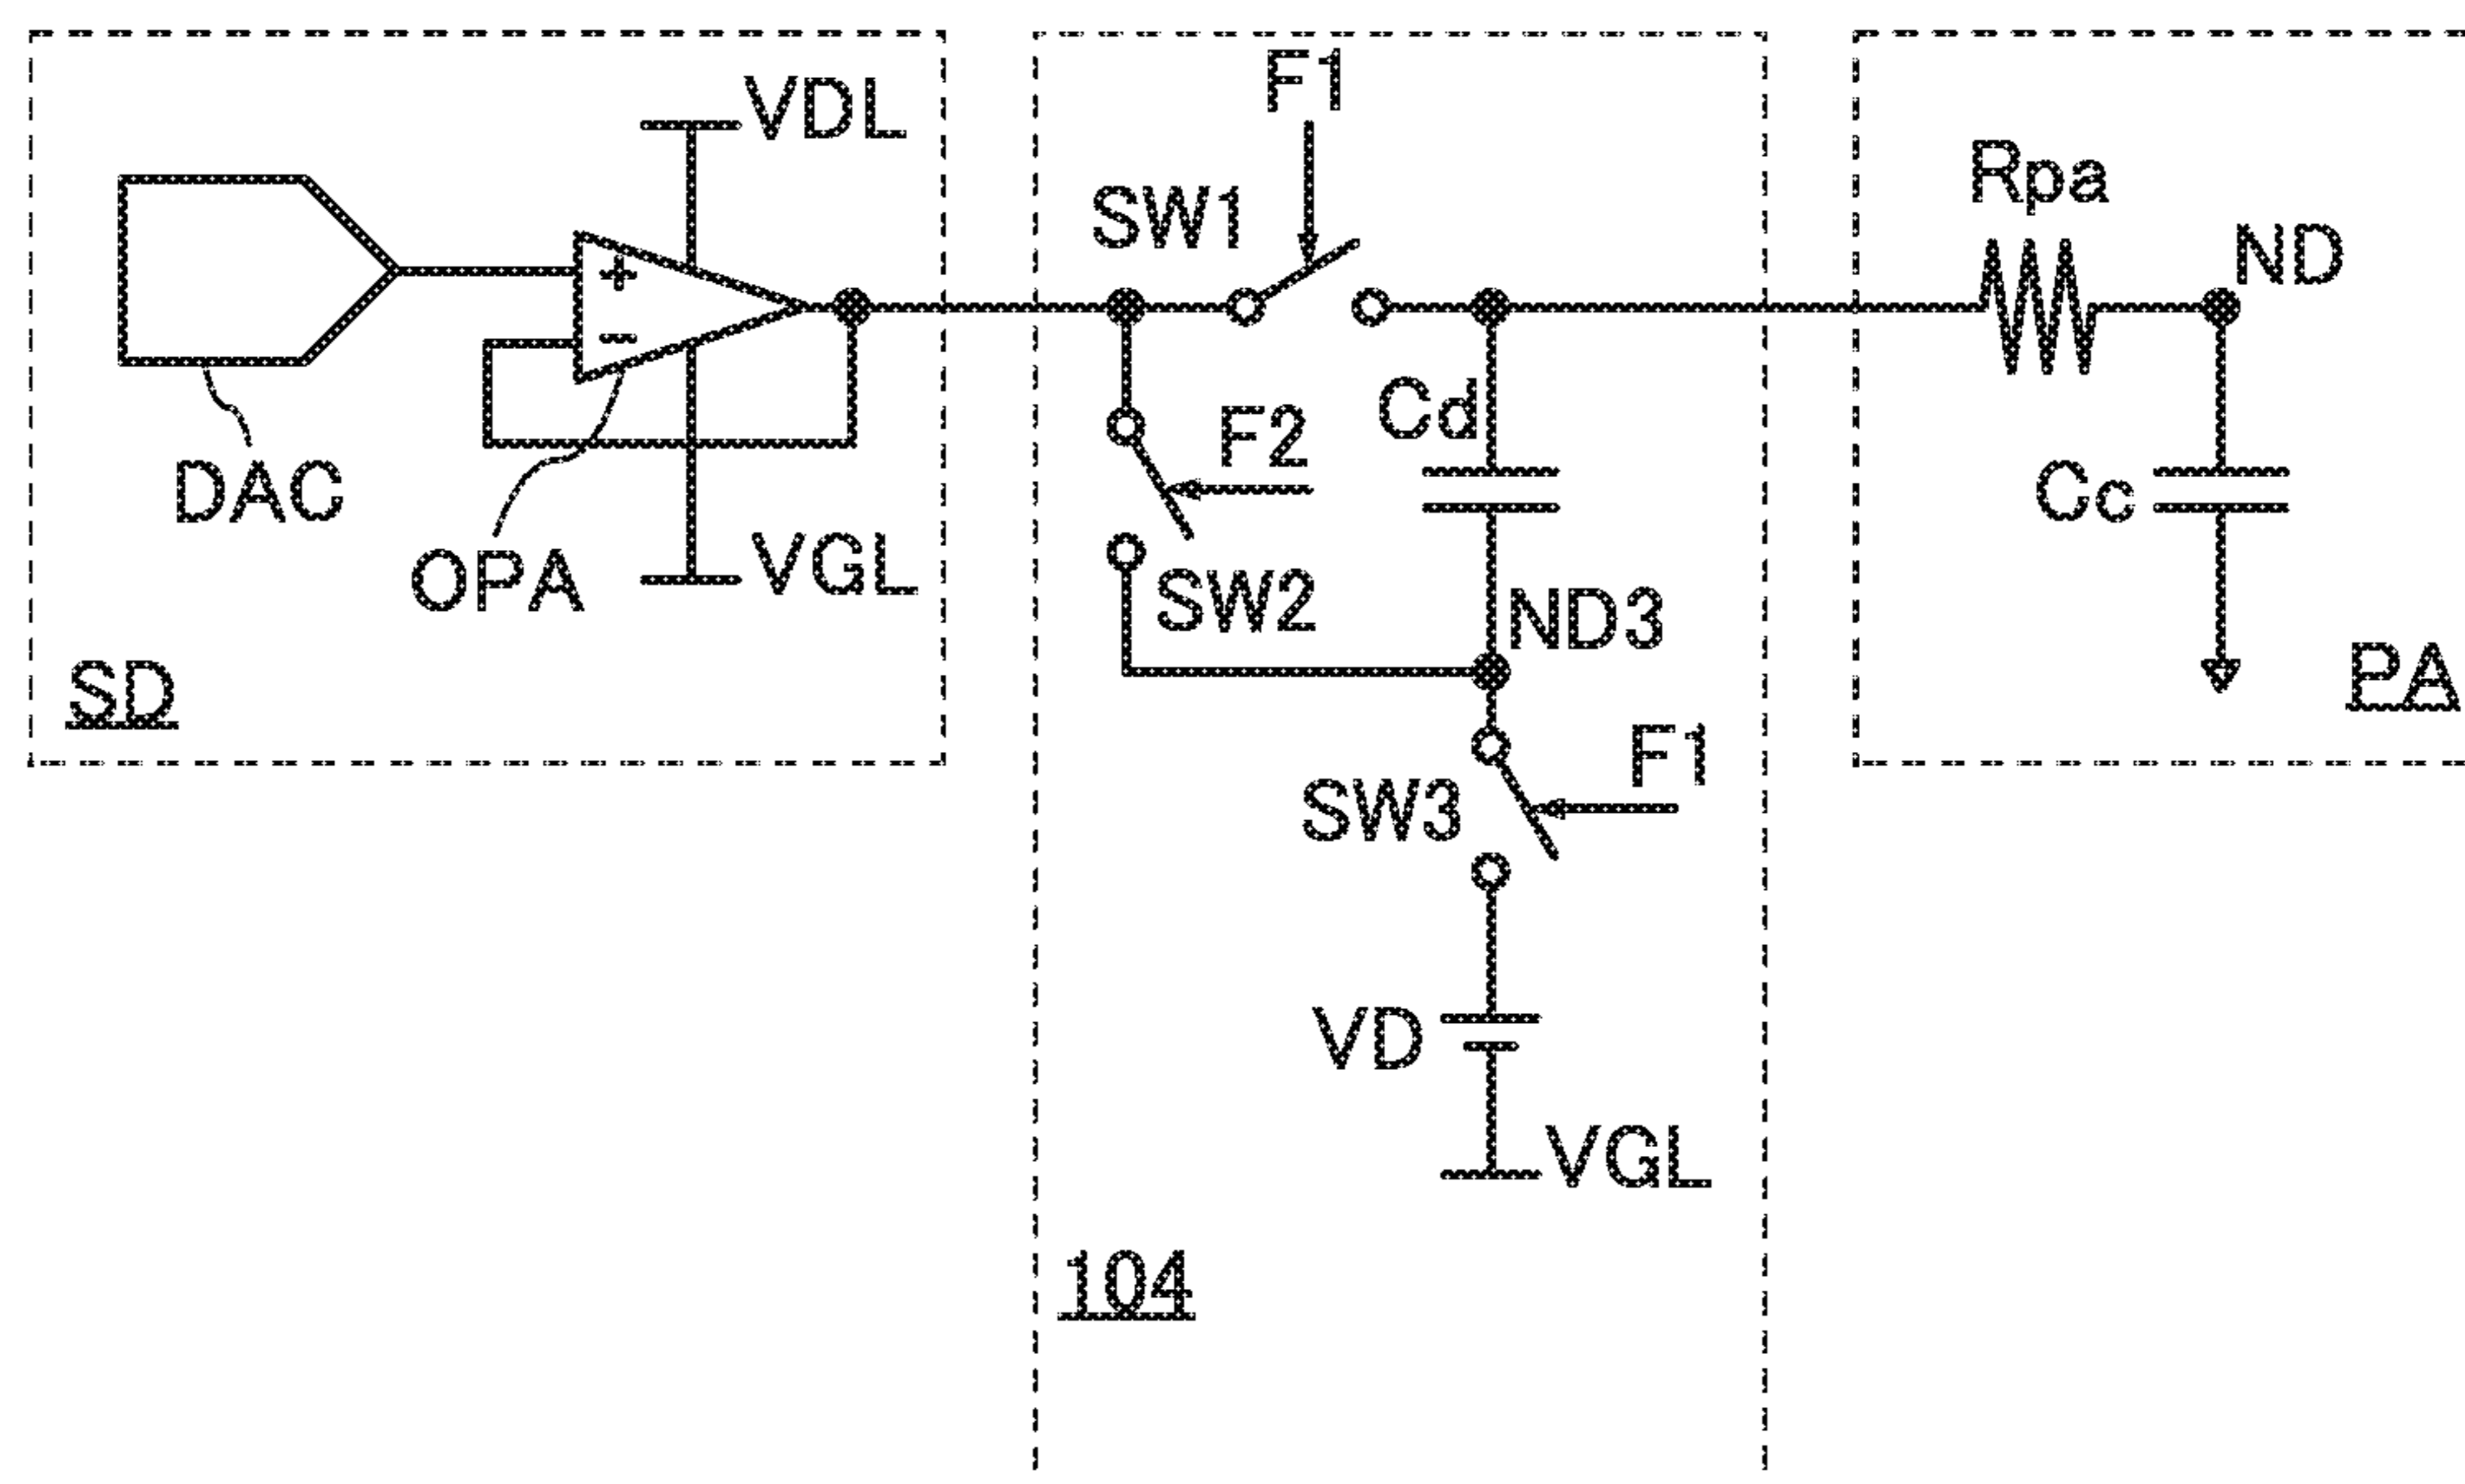 VDL
F1
SW1
Rpa
ND
+
-
F2
Cd
DAC
Cc
OPA
VGL
SW2
ND3
SD
PA
F1
SW3
VD
VGL
104